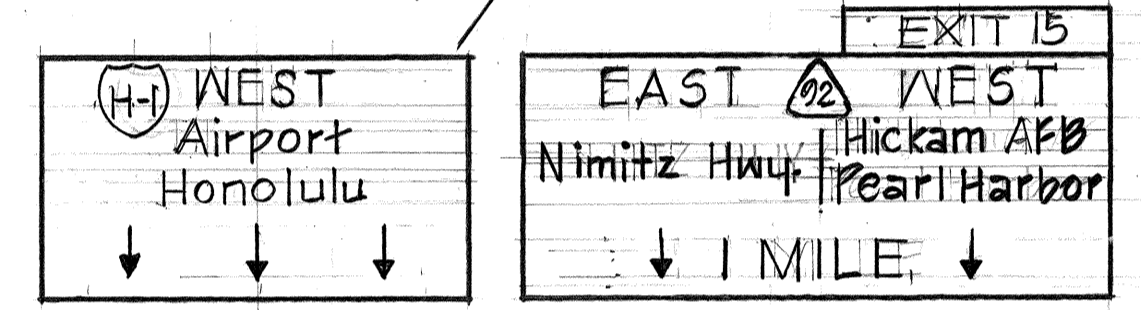 H-1 WEST
Airport
Honolulu
EXIT 15
EAST 92 WEST
Nimitz Hwy. Hickam AFB
Pearl Harbor
1 MILE